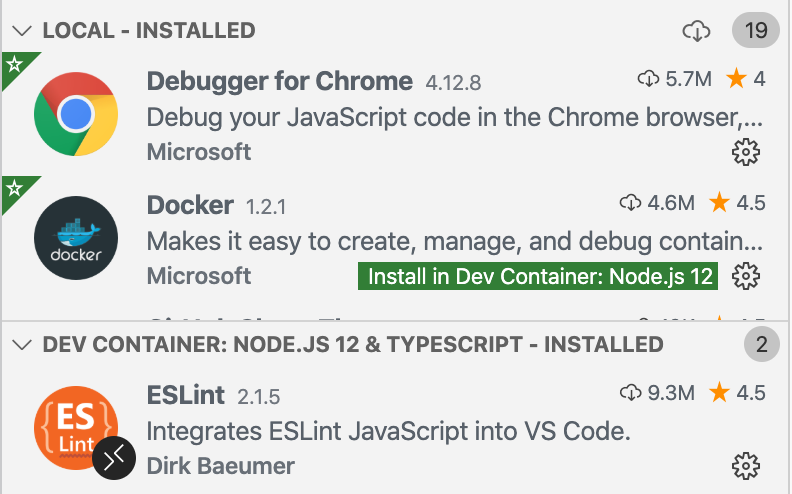 LOCAL - INSTALLED 19
Debugger for Chrome 4.12.8 5.7M 4
Debug your JavaScript code in the Chrome browser,...
Microsoft
Docker 1.2.1 4.6M 4.5
docker
Makes it easy to create, manage, and debug contain...
Microsoft Install in Dev Container: Node.js 12
DEV CONTAINER: NODE.JS 12 & TYPESCRIPT - INSTALLED 2
ESLint 2.1.5 9.3M 4.5
{ES
Lint}
Integrates ESLint JavaScript into VS Code.
Dirk Baeumer